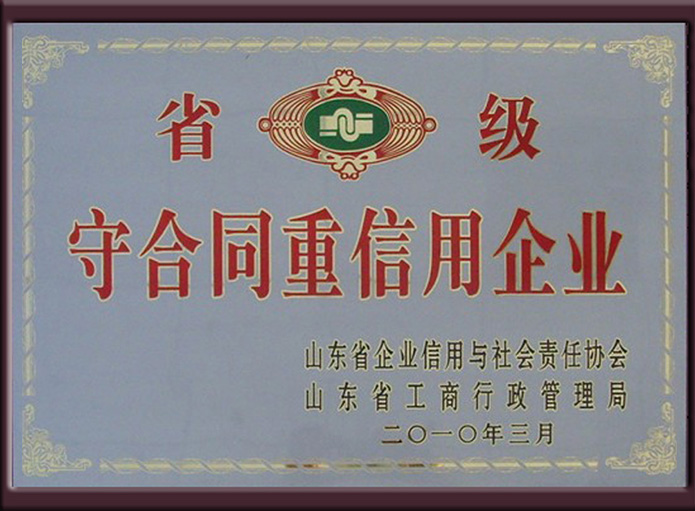 省级
守合同重信用企业
山东省企业信用与社会责任协会
山东省工商行政管理局
二〇一〇年三月